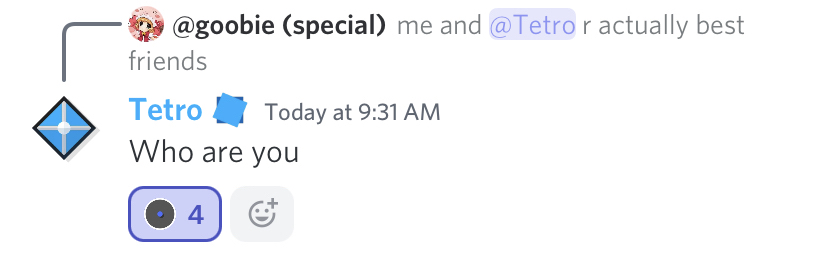 @goobie (special) me and @Tetro r actually best
friends
Tetro Today at 9:31 AM
Who are you
4